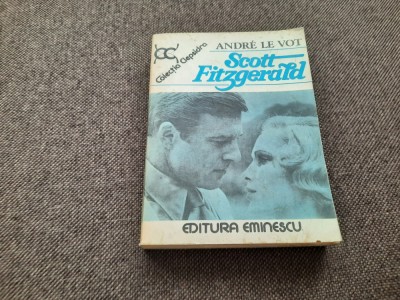 ANDRÉ LE VOT
Colecția Clepsidra
Scott
Fitzgerald
EDITURA EMINESCU